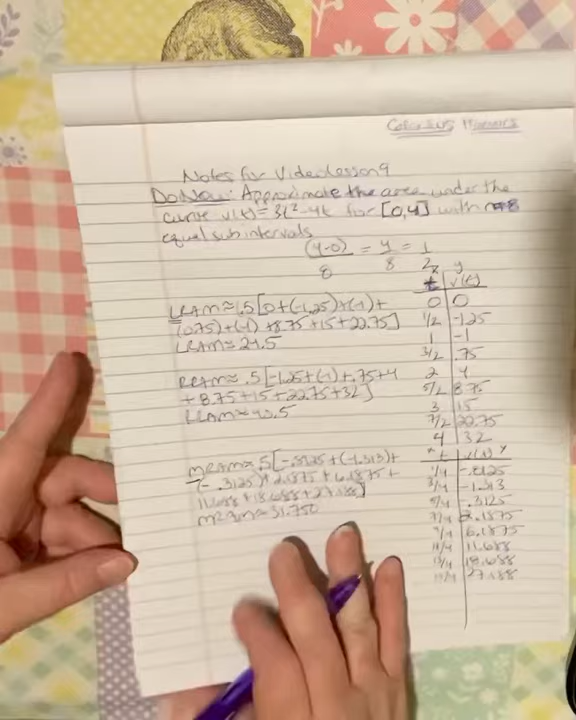 Calculus Honors
Notes for Video Lesson 9
Do Now: Approximate the area under the
curve v(t)=3t²-4t for [0,4] with n=8
equal subintervals
(4-0)/8 = 4/8 = 1/2
LRAM≈.5[0+(-1.25)+(-1)+
(0.75)+(4)+8.75+15+22.75]
LRAM≈24.5
RRAM≈.5[-1.25+(-1)+.75+4
+8.75+15+22.75+32]
LRAM≈40.5
MRAM≈.5[-.8125+(-1.313)+
(-.3125)+2.1875+6.1875+
11.688+18.688+27.188]
MRAM≈31.750
x y
t v(t)
0 0
1/2 -1.25
1 -1
3/2 .75
2 4
5/2 8.75
3 15
7/2 22.75
4 32
x t v(t) y
1/4 -.8125
3/4 -1.313
5/4 -.3125
7/4 2.1875
9/4 6.1875
11/4 11.688
13/4 18.688
15/4 27.188